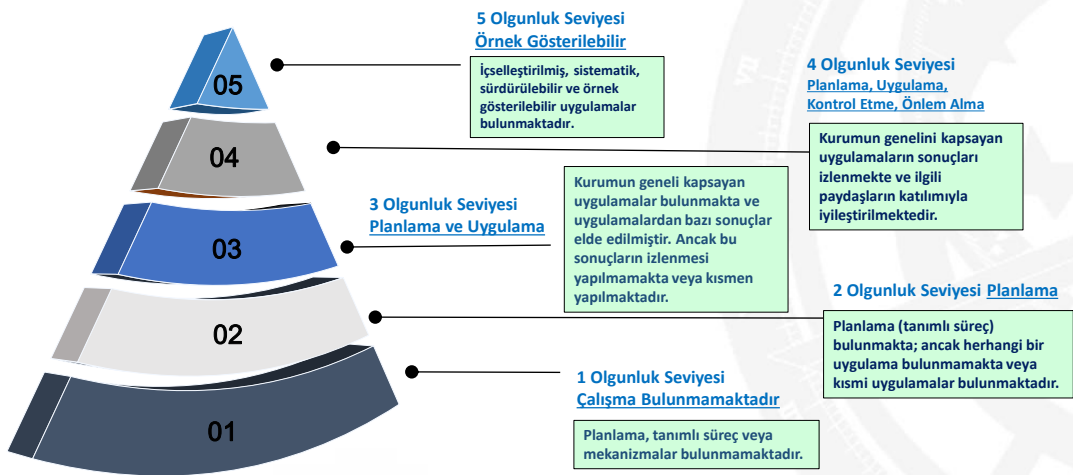 5 Olgunluk Seviyesi
Örnek Gösterilebilir
İçselleştirilmiş, sistematik,
sürdürülebilir ve örnek
gösterilebilir uygulamalar
bulunmaktadır.
05
4 Olgunluk Seviyesi
Planlama, Uygulama,
Kontrol Etme, Önlem Alma
Kurumun genelini kapsayan
uygulamaların sonuçları
izlenmekte ve ilgili
paydaşların katılımıyla
iyileştirilmektedir.
04
3 Olgunluk Seviyesi
Planlama ve Uygulama
Kurumun geneli kapsayan
uygulamalar bulunmakta ve
uygulamalardan bazı sonuçlar
elde edilmiştir. Ancak bu
sonuçların izlenmesi
yapılmamakta veya kısmen
yapılmaktadır.
03
2 Olgunluk Seviyesi Planlama
Planlama (tanımlı süreç)
bulunmakta; ancak herhangi bir
uygulama bulunmamakta veya
kısmi uygulamalar bulunmaktadır.
02
1 Olgunluk Seviyesi
Çalışma Bulunmamaktadır
Planlama, tanımlı süreç veya
mekanizmalar bulunmamaktadır.
01